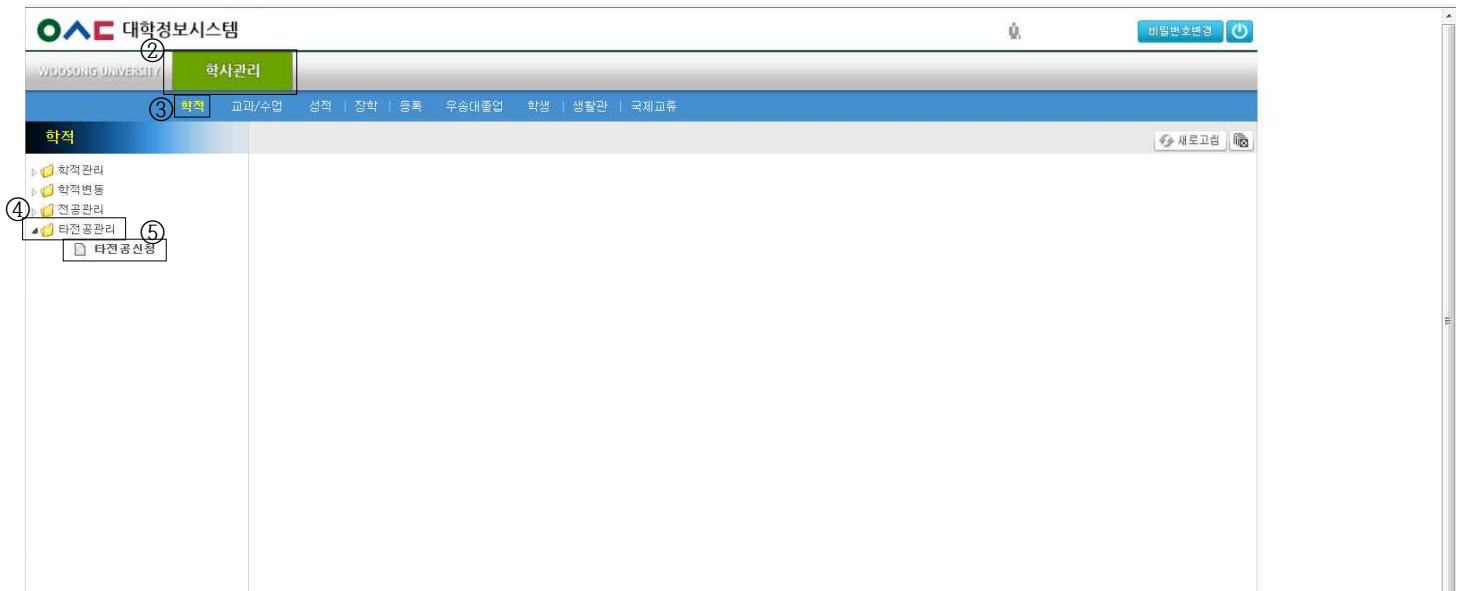 대학정보시스템
비밀번호변경
②
WOOSONG UNIVERSITY 학사관리
③ 학적 교과/수업 성적 | 장학 | 등록 우송대졸업 학생 | 생활관 | 국제교류
학적
새로고침
학적관리
학적변동
④ 전공관리
타전공관리 ⑤
타전공신청